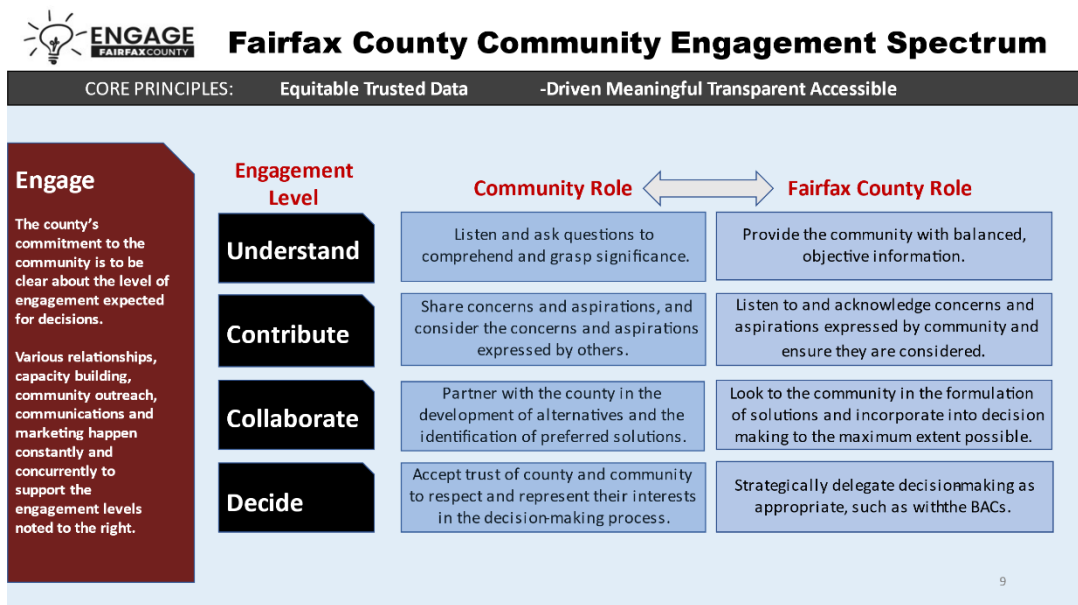 ENGAGE
FAIRFAX COUNTY
Fairfax County Community Engagement Spectrum
CORE PRINCIPLES: Equitable Trusted Data -Driven Meaningful Transparent Accessible
Engage
The county's
commitment to the
community is to be
clear about the level of
engagement expected
for decisions.
Various relationships,
capacity building,
community outreach,
communications and
marketing happen
constantly and
concurrently to
support the
engagement levels
noted to the right.
Engagement
Level
Community Role
Fairfax County Role
Understand
Listen and ask questions to
comprehend and grasp significance.
Provide the community with balanced,
objective information.
Contribute
Share concerns and aspirations, and
consider the concerns and aspirations
expressed by others.
Listen to and acknowledge concerns and
aspirations expressed by community and
ensure they are considered.
Collaborate
Partner with the county in the
development of alternatives and the
identification of preferred solutions.
Look to the community in the formulation
of solutions and incorporate into decision
making to the maximum extent possible.
Decide
Accept trust of county and community
to respect and represent their interests
in the decision-making process.
Strategically delegate decisionmaking as
appropriate, such as withthe BACs.
9